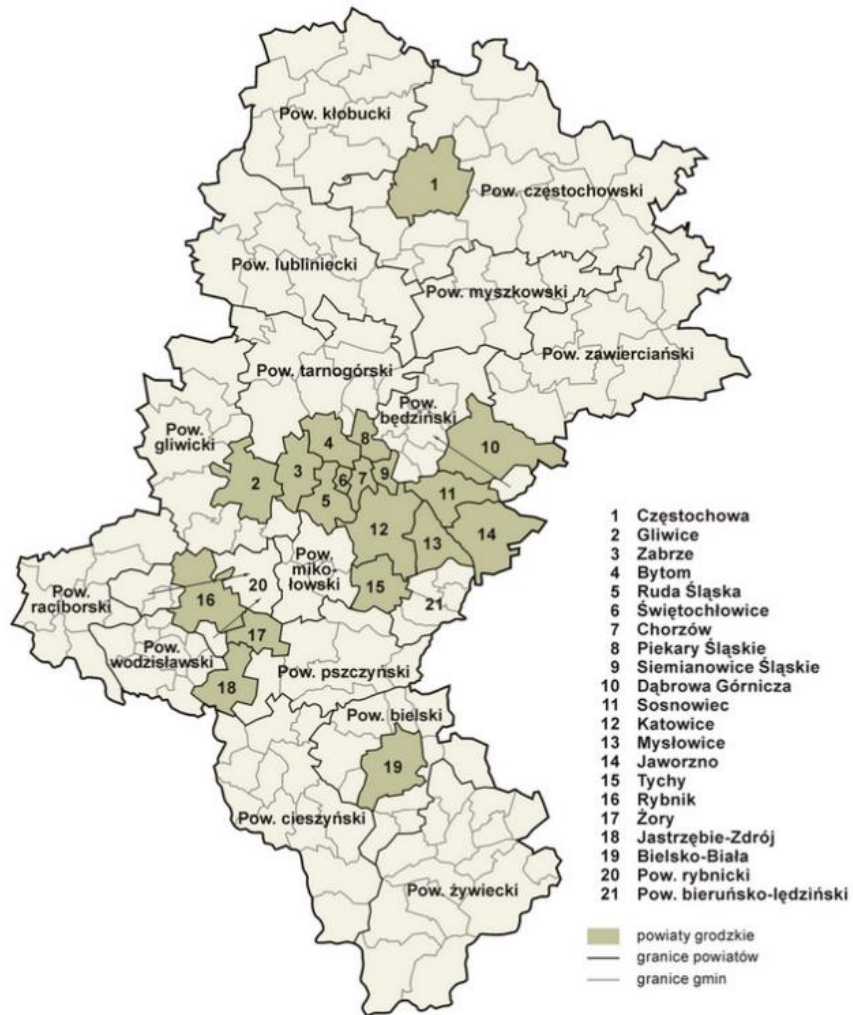 Pow. kłobucki
1
Pow. częstochowski
Pow. lubliniecki
Pow. myszkowski
Pow. zawierciański
Pow. tarnogórski
Pow.
będziński
Pow.
gliwicki
10
4
8
2
3
6
7
9
5
11
12
13
14
Pow.
miko-
łowski
20
15
21
Pow.
raciborski
16
17
Pow.
wodzisławski
18
Pow. pszczyński
Pow. bielski
19
Pow. cieszyński
Pow. żywiecki
1 Częstochowa
2 Gliwice
3 Zabrze
4 Bytom
5 Ruda Śląska
6 Świętochłowice
7 Chorzów
8 Piekary Śląskie
9 Siemianowice Śląskie
10 Dąbrowa Górnicza
11 Sosnowiec
12 Katowice
13 Mysłowice
14 Jaworzno
15 Tychy
16 Rybnik
17 Żory
18 Jastrzębie-Zdrój
19 Bielsko-Biała
20 Pow. rybnicki
21 Pow. bieruńsko-lędziński
powiaty grodzkie
granice powiatów
granice gmin